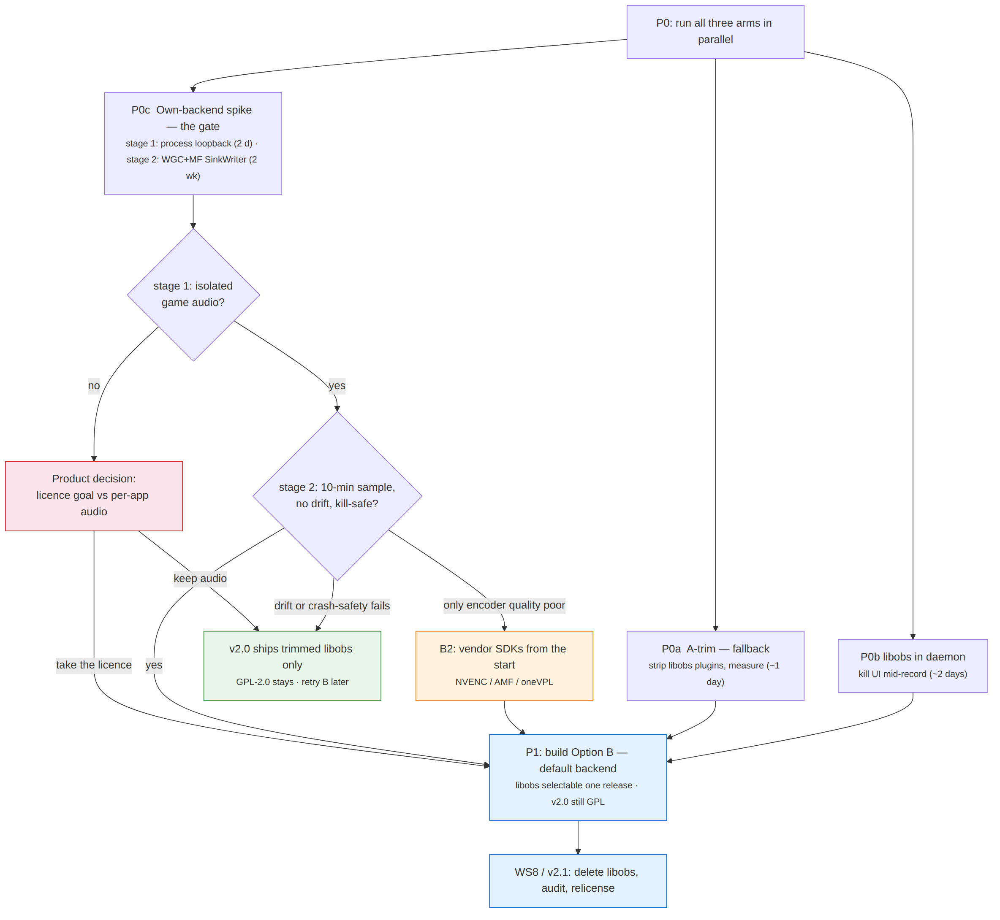 P0: run all three arms in
parallel
P0c  Own-backend spike
— the gate
stage 1: process loopback (2 d) ·
stage 2: WGC+MF SinkWriter (2
wk)
stage 1: isolated
game audio?
no
yes
Product decision:
licence goal vs per-app
audio
stage 2: 10-min sample,
no drift, kill-safe?
keep audio
drift or crash-safety fails
only encoder quality poor
take the licence
yes
v2.0 ships trimmed libobs
only
GPL-2.0 stays · retry B later
B2: vendor SDKs from the
start
NVENC / AMF / oneVPL
P0a  A-trim — fallback
strip libobs plugins, measure (~1
day)
P0b libobs in daemon
kill UI mid-record (~2 days)
P1: build Option B —
default backend
libobs selectable one release ·
v2.0 still GPL
WS8 / v2.1: delete libobs,
audit, relicense